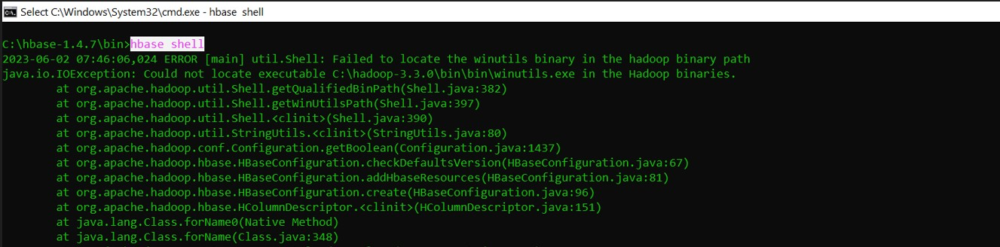 Select C:\Windows\System32\cmd.exe - hbase  shell
C:\hbase-1.4.7\bin>hbase shell
2023-06-02 07:46:06,024 ERROR [main] util.Shell: Failed to locate the winutils binary in the hadoop binary path
java.io.IOException: Could not locate executable C:\hadoop-3.3.0\bin\bin\winutils.exe in the Hadoop binaries.
        at org.apache.hadoop.util.Shell.getQualifiedBinPath(Shell.java:382)
        at org.apache.hadoop.util.Shell.getWinUtilsPath(Shell.java:397)
        at org.apache.hadoop.util.Shell.<clinit>(Shell.java:390)
        at org.apache.hadoop.util.StringUtils.<clinit>(StringUtils.java:80)
        at org.apache.hadoop.conf.Configuration.getBoolean(Configuration.java:1437)
        at org.apache.hadoop.hbase.HBaseConfiguration.checkDefaultsVersion(HBaseConfiguration.java:67)
        at org.apache.hadoop.hbase.HBaseConfiguration.addHbaseResources(HBaseConfiguration.java:81)
        at org.apache.hadoop.hbase.HBaseConfiguration.create(HBaseConfiguration.java:96)
        at org.apache.hadoop.hbase.HColumnDescriptor.<clinit>(HColumnDescriptor.java:151)
        at java.lang.Class.forName0(Native Method)
        at java.lang.Class.forName(Class.java:348)